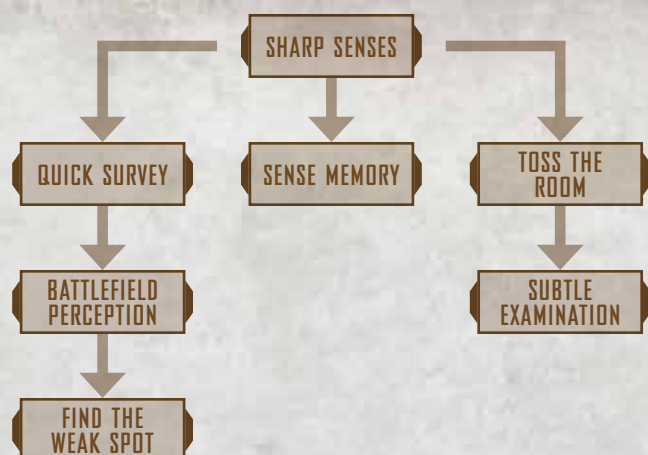 SHARP SENSES
QUICK SURVEY
SENSE MEMORY
TOSS THE
ROOM
BATTLEFIELD
PERCEPTION
SUBTLE
EXAMINATION
FIND THE
WEAK SPOT